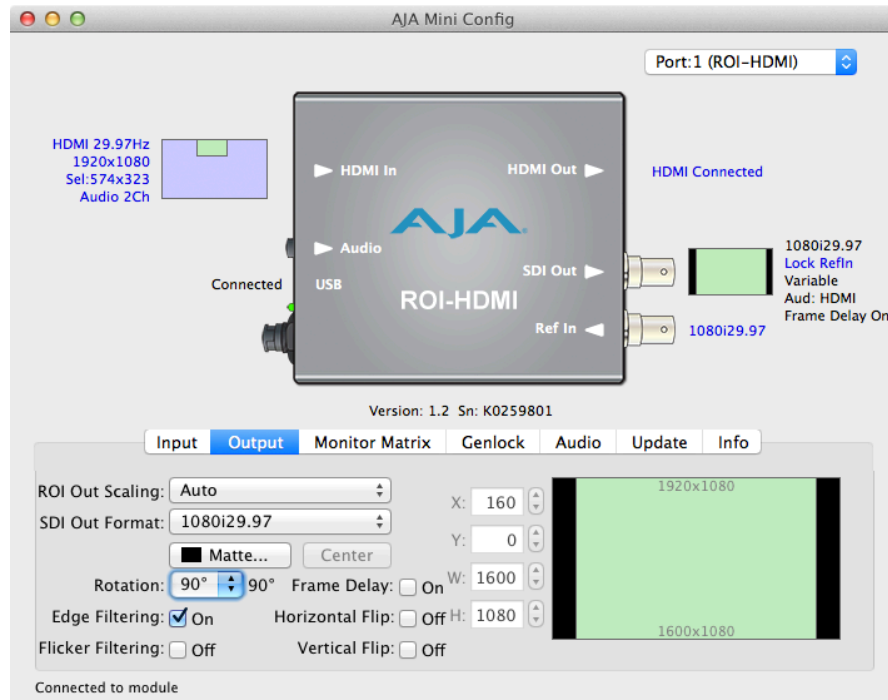 AJA Mini Config
Port:1 (ROI-HDMI)
HDMI 29.97Hz
1920x1080
Sel:574x323
Audio 2Ch
HDMI In
HDMI Out
HDMI Connected
AJA
Audio
Connected
USB
SDI Out
ROI-HDMI
Ref In
1080i29.97
Lock RefIn
Variable
Aud: HDMI
Frame Delay On
1080i29.97
Version: 1.2 Sn: K0259801
Input Output Monitor Matrix Genlock Audio Update Info
ROI Out Scaling: Auto
SDI Out Format: 1080i29.97
Matte... Center
Rotation: 90° 90° Frame Delay: On
Edge Filtering: On Horizontal Flip: Off
Flicker Filtering: Off Vertical Flip: Off
X: 160
Y: 0
W: 1600
H: 1080
1920x1080
1600x1080
Connected to module